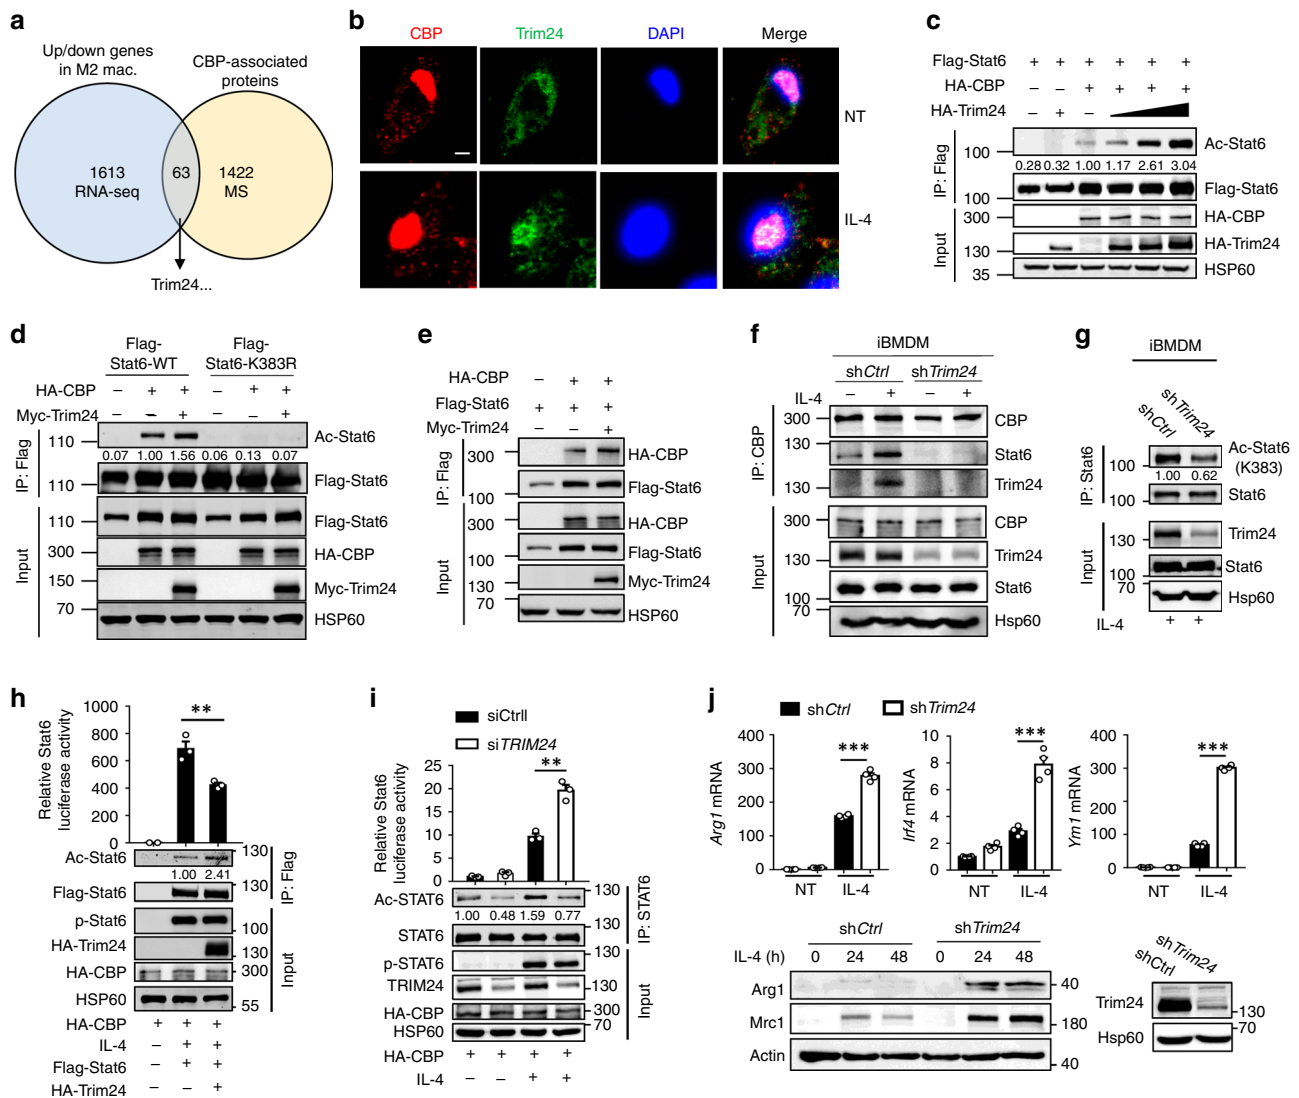 a
Up/down genes
in M2 mac.
CBP-associated
proteins
1613
RNA-seq
63
1422
MS
Trim24...
b
CBP Trim24 DAPI Merge
NT
IL-4
c
Flag-Stat6 + + + + + +
HA-CBP – – + + + +
HA-Trim24 – + –
IP: Flag
100 Ac-Stat6
0.28 0.32 1.00 1.17 2.61 3.04
100 Flag-Stat6
Input
300 HA-CBP
130 HA-Trim24
35 HSP60
d
Flag-
Stat6-WT
Flag-
Stat6-K383R
HA-CBP – + + – + +
Myc-Trim24 – – + – – +
IP: Flag
110 Ac-Stat6
0.07 1.00 1.56 0.06 0.13 0.07
110 Flag-Stat6
Input
110 Flag-Stat6
300 HA-CBP
150 Myc-Trim24
70 HSP60
e
HA-CBP – + +
Flag-Stat6 + + +
Myc-Trim24 – – +
IP: Flag
300 HA-CBP
100 Flag-Stat6
Input
300 HA-CBP
100 Flag-Stat6
130 Myc-Trim24
70 HSP60
f
iBMDM
shCtrl shTrim24
IL-4 – + – +
IP: CBP
300 CBP
130 Stat6
130 Trim24
Input
300 CBP
130 Trim24
100 Stat6
70 Hsp60
g
iBMDM
shCtrl shTrim24
IP: Stat6
100 Ac-Stat6
(K383)
1.00 0.62
100 Stat6
Input
130 Trim24
100 Stat6
70 Hsp60
IL-4 + +
h
Relative Stat6
luciferase activity
1000
800
600
400
200
0
**
Ac-Stat6 130
1.00 2.41
Flag-Stat6 130
IP: Flag
p-Stat6 100
HA-Trim24 130
HA-CBP 300
HSP60 55
Input
HA-CBP + + +
IL-4 – + +
Flag-Stat6 – + +
HA-Trim24 – – +
i
siCtrll
siTRIM24
Relative Stat6
luciferase activity
25
20
15
10
5
0
**
Ac-STAT6 130
1.00 0.48 1.59 0.77
STAT6 130
IP: STAT6
p-STAT6 130
TRIM24 130
HA-CBP 300
HSP60 70
Input
HA-CBP + + + +
IL-4 – – + +
j
shCtrl shTrim24
Arg1 mRNA
400
300
200
100
0
***
NT IL-4
Irf4 mRNA
10
8
6
4
2
0
***
NT IL-4
Ym1 mRNA
400
300
200
100
0
***
NT IL-4
shCtrl shTrim24
IL-4 (h) 0 24 48 0 24 48
Arg1 40
Mrc1 180
Actin 40
shCtrl shTrim24
Trim24 130
70
Hsp60